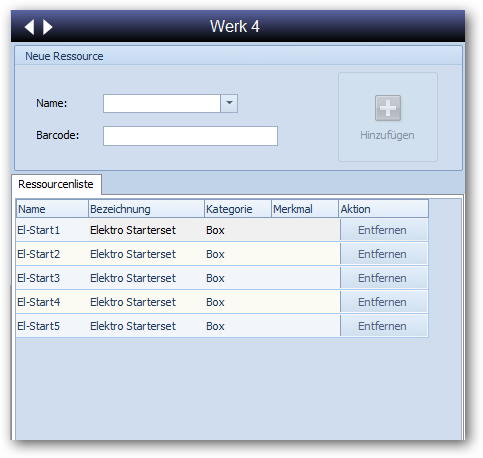 Werk 4
Neue Ressource
Name:
Barcode:
Hinzufügen
Ressourcenliste
Name Bezeichnung Kategorie Merkmal Aktion
El-Start1 Elektro Starterset Box Entfernen
El-Start2 Elektro Starterset Box Entfernen
El-Start3 Elektro Starterset Box Entfernen
El-Start4 Elektro Starterset Box Entfernen
El-Start5 Elektro Starterset Box Entfernen